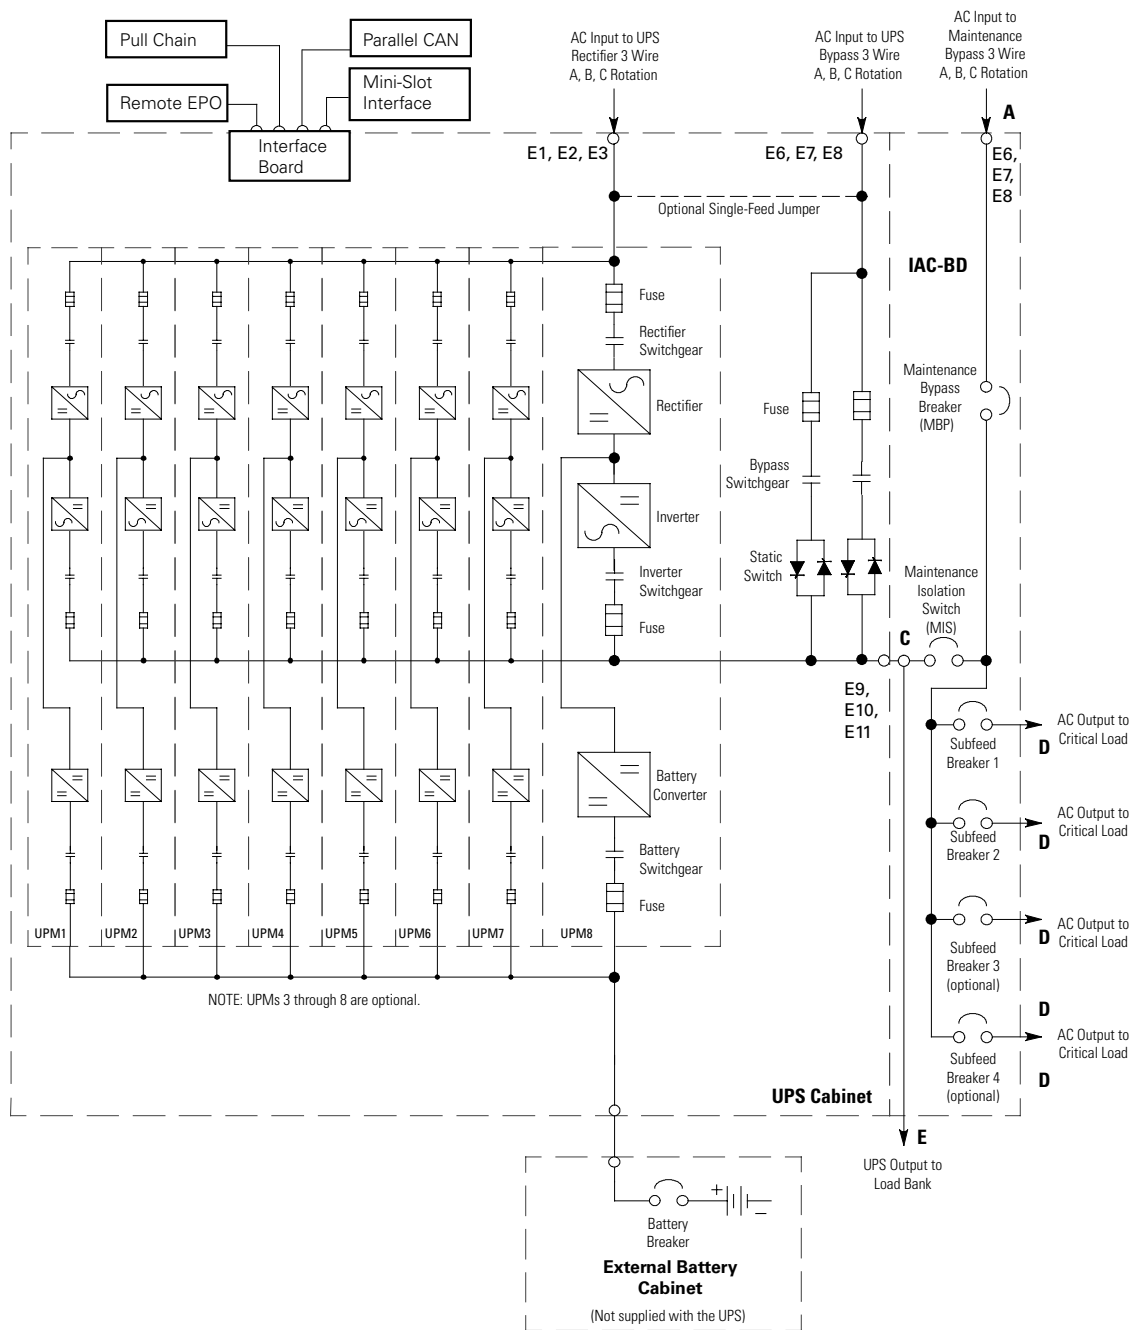 Pull Chain
Parallel CAN
Remote EPO
Mini-Slot
Interface
Interface
Board
AC Input to UPS
Rectifier 3 Wire
A, B, C Rotation
AC Input to UPS
Bypass 3 Wire
A, B, C Rotation
AC Input to
Maintenance
Bypass 3 Wire
A, B, C Rotation
A
E1, E2, E3
E6, E7, E8
E6,
E7,
E8
Optional Single-Feed Jumper
IAC-BD
Fuse
Rectifier
Switchgear
Rectifier
Inverter
Inverter
Switchgear
Fuse
Fuse
Bypass
Switchgear
Static
Switch
Maintenance
Bypass
Breaker
(MBP)
Maintenance
Isolation
Switch
(MIS)
C
E9,
E10,
E11
Battery
Converter
Battery
Switchgear
Fuse
UPM1
UPM2
UPM3
UPM4
UPM5
UPM6
UPM7
UPM8
NOTE: UPMs 3 through 8 are optional.
Subfeed
Breaker 1
D
AC Output to
Critical Load
Subfeed
Breaker 2
D
AC Output to
Critical Load
Subfeed
Breaker 3
(optional)
D
AC Output to
Critical Load
D
Subfeed
Breaker 4
(optional)
D
AC Output to
Critical Load
UPS Cabinet
E
UPS Output to
Load Bank
+
–
Battery
Breaker
External Battery
Cabinet
(Not supplied with the UPS)